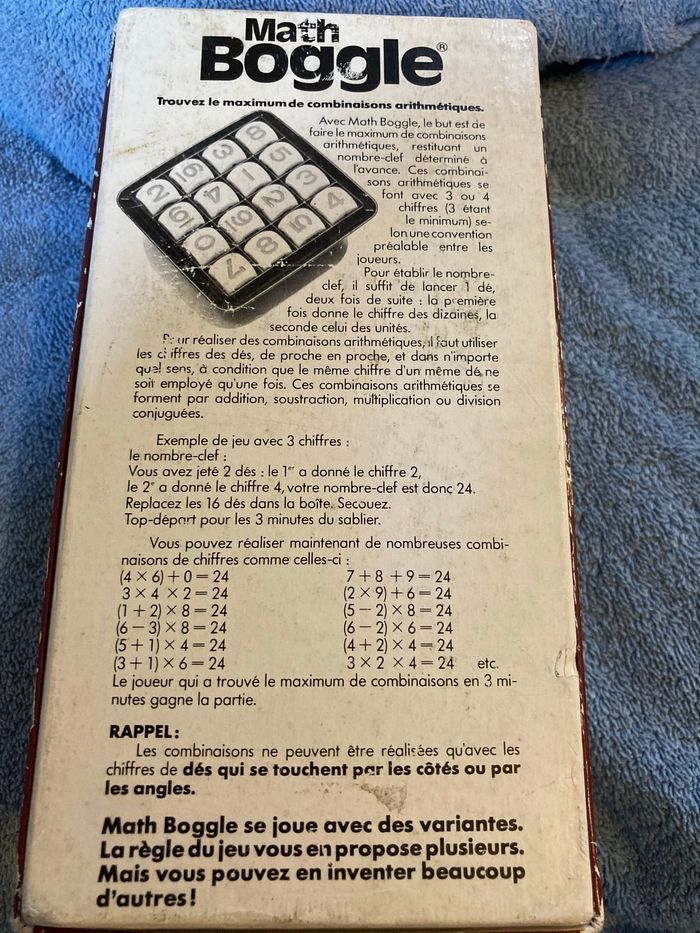 Math
Boggle®
Trouvez le maximum de combinaisons arithmétiques.
Avec Math Boggle, le but est de
faire le maximum de combinaisons
arithmétiques, restituant un
nombre-clef déterminé à
l'avance. Ces combinai-
sons arithmétiques se
font avec 3 ou 4
chiffres (3 étant
le minimum) se-
lon une convention
préalable entre les
joueurs.
Pour établir le nombre-
clef, il suffit de lancer 1 dé,
deux fois de suite : la première
fois donne le chiffre des dizaines, la
seconde celui des unités.
Pour réaliser des combinaisons arithmétiques, il faut utiliser
les chiffres des dés, de proche en proche, et dans n'importe
quel sens, à condition que le même chiffre d'un même dé ne
soit employé qu'une fois. Ces combinaisons arithmétiques se
forment par addition, soustraction, multiplication ou division
conjuguées.
Exemple de jeu avec 3 chiffres :
le nombre-clef :
Vous avez jeté 2 dés : le 1er a donné le chiffre 2,
le 2e a donné le chiffre 4, votre nombre-clef est donc 24.
Replacez les 16 dés dans la boîte. Secouez.
Top-départ pour les 3 minutes du sablier.
Vous pouvez réaliser maintenant de nombreuses combi-
naisons de chiffres comme celles-ci :
(4 × 6) + 0 = 24 7 + 8 + 9 = 24
3 × 4 × 2 = 24 (2 × 9) + 6 = 24
(1 + 2) × 8 = 24 (5 − 2) × 8 = 24
(6 − 3) × 8 = 24 (6 − 2) × 6 = 24
(5 + 1) × 4 = 24 (4 + 2) × 4 = 24
(3 + 1) × 6 = 24 3 × 2 × 4 = 24 etc.
Le joueur qui a trouvé le maximum de combinaisons en 3 mi-
nutes gagne la partie.
RAPPEL:
Les combinaisons ne peuvent être réalisées qu'avec les
chiffres de dés qui se touchent par les côtés ou par
les angles.
Math Boggle se joue avec des variantes.
La règle du jeu vous en propose plusieurs.
Mais vous pouvez en inventer beaucoup
d'autres!